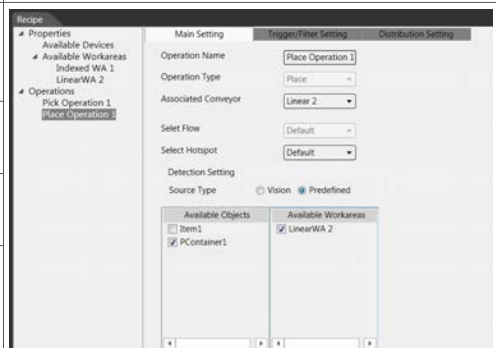 Recipe
Properties
Available Devices
Available Workareas
Indexed WA 1
LinearWA 2
Operations
Pick Operation 1
Place Operation 1
Main Setting Trigger/Filter Setting Distribution Setting
Operation Name Place Operation 1
Operation Type Place
Associated Conveyor Linear 2
Selet Flow Default
Select Hotspot Default
Detection Setting
Source Type Vision Predefined
Available Objects Available Workareas
Item1 LinearWA 2
PContainer1